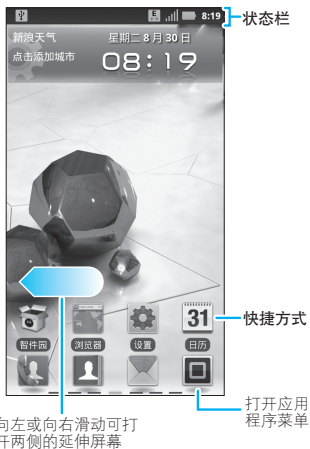 E 8:19
状态栏
新浪天气 星期二 8 月 30 日
点击添加城市 08:19
31
快捷方式
智件园 浏览器 设置 日历
打开应用
程序菜单
向左或向右滑动可打
开两侧的延伸屏幕